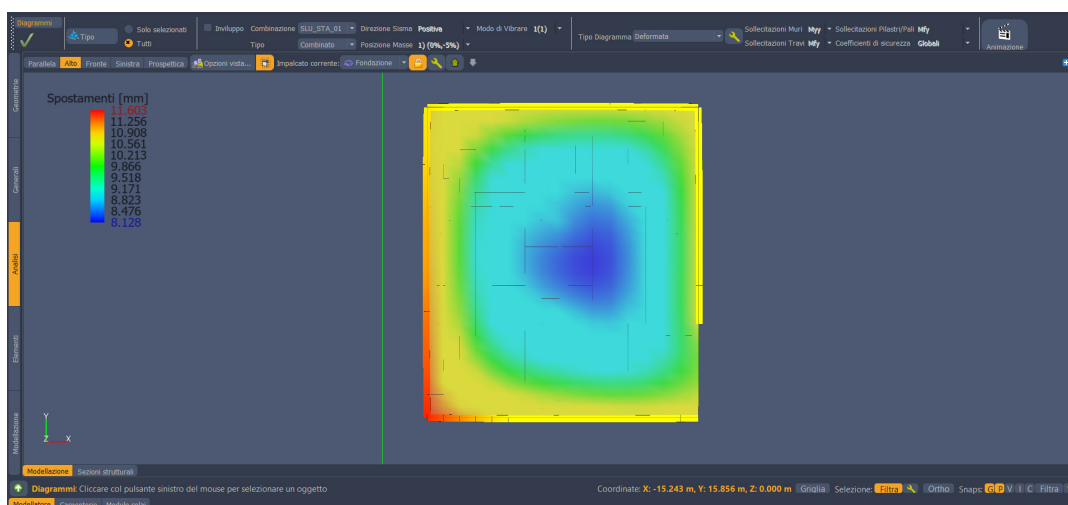 Diagrammi
Tipo
Solo selezionati
Tutti
Inviluppo Combinazione SLU_STA_01 Direzione Sisma Positiva Modo di Vibrare 1(1)
Tipo Combinato Posizione Masse 1) (0%,-5%)
Tipo Diagramma Deformata
Sollecitazioni Muri Myy Sollecitazioni Pilastri/Pali Mfy
Sollecitazioni Travi Mfy Coefficienti di sicurezza Globali
Animazione
Parallela Alto Fronte Sinistra Prospettica Opzioni vista... Impalcato corrente: Fondazione
Geometrie
Generali
Analisi
Elementi
Modellazione
Spostamenti [mm]
11.603
11.256
10.908
10.561
10.213
9.866
9.518
9.171
8.823
8.476
8.128
Y
Z X
Modellazione Sezioni strutturali
Diagrammi: Cliccare col pulsante sinistro del mouse per selezionare un oggetto
Coordinate: X: -15.243 m, Y: 15.856 m, Z: 0.000 m Griglia Selezione: Filtra Ortho Snaps: G P V I C Filtra